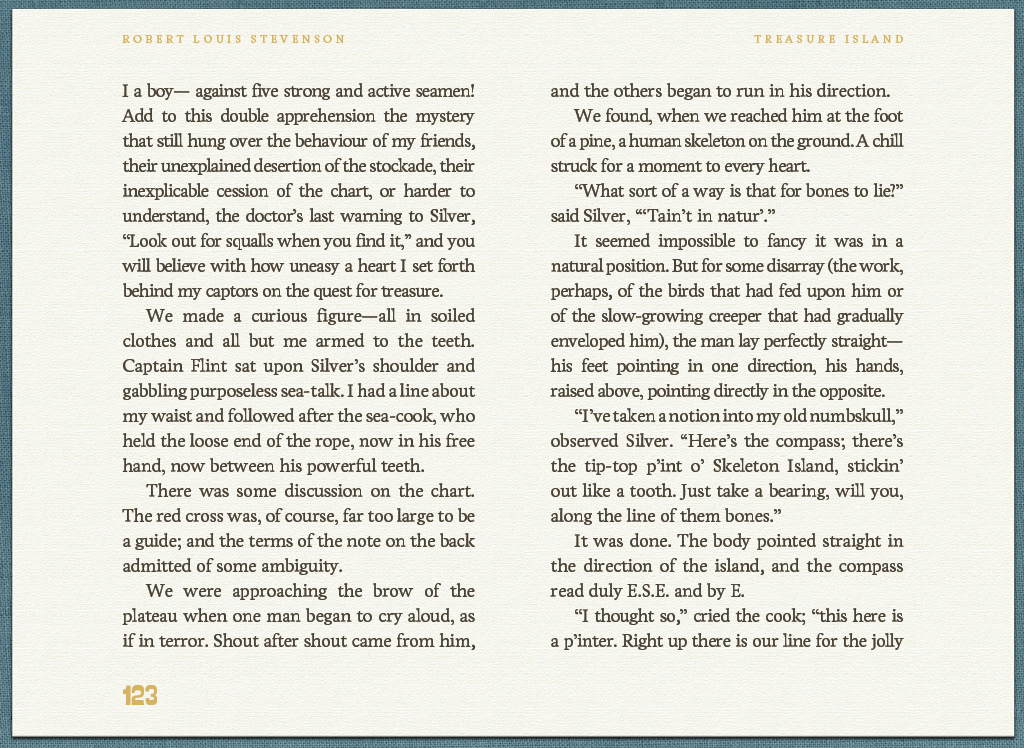 ROBERT LOUIS STEVENSON
TREASURE ISLAND
I a boy— against five strong and active seamen!
Add to this double apprehension the mystery
that still hung over the behaviour of my friends,
their unexplained desertion of the stockade, their
inexplicable cession of the chart, or harder to
understand, the doctor’s last warning to Silver,
“Look out for squalls when you find it,” and you
will believe with how uneasy a heart I set forth
behind my captors on the quest for treasure.
We made a curious figure—all in soiled
clothes and all but me armed to the teeth.
Captain Flint sat upon Silver’s shoulder and
gabbling purposeless sea-talk. I had a line about
my waist and followed after the sea-cook, who
held the loose end of the rope, now in his free
hand, now between his powerful teeth.
There was some discussion on the chart.
The red cross was, of course, far too large to be
a guide; and the terms of the note on the back
admitted of some ambiguity.
We were approaching the brow of the
plateau when one man began to cry aloud, as
if in terror. Shout after shout came from him,
and the others began to run in his direction.
We found, when we reached him at the foot
of a pine, a human skeleton on the ground. A chill
struck for a moment to every heart.
“What sort of a way is that for bones to lie?”
said Silver, “‘Tain’t in natur’.”
It seemed impossible to fancy it was in a
natural position. But for some disarray (the work,
perhaps, of the birds that had fed upon him or
of the slow-growing creeper that had gradually
enveloped him), the man lay perfectly straight—
his feet pointing in one direction, his hands,
raised above, pointing directly in the opposite.
“I’ve taken a notion into my old numbskull,”
observed Silver. “Here’s the compass; there’s
the tip-top p’int o’ Skeleton Island, stickin’
out like a tooth. Just take a bearing, will you,
along the line of them bones.”
It was done. The body pointed straight in
the direction of the island, and the compass
read duly E.S.E. and by E.
“I thought so,” cried the cook; “this here is
a p’inter. Right up there is our line for the jolly
123